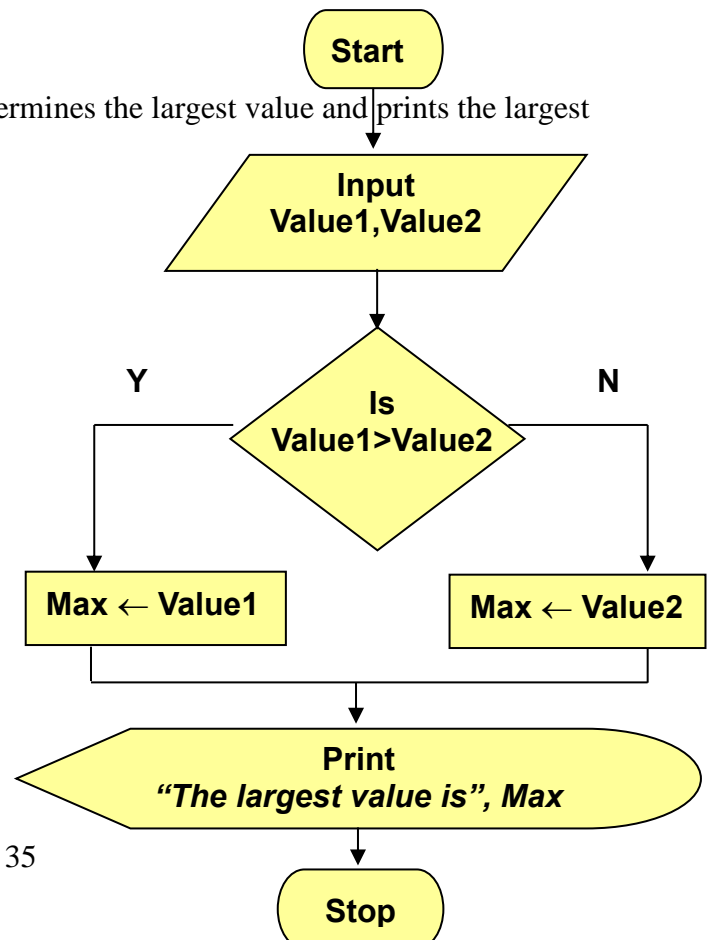 Start
determines the largest value and prints the largest
Input
Value1,Value2
Y
N
Is
Value1>Value2
Max ← Value1
Max ← Value2
Print
“The largest value is”, Max
35
Stop